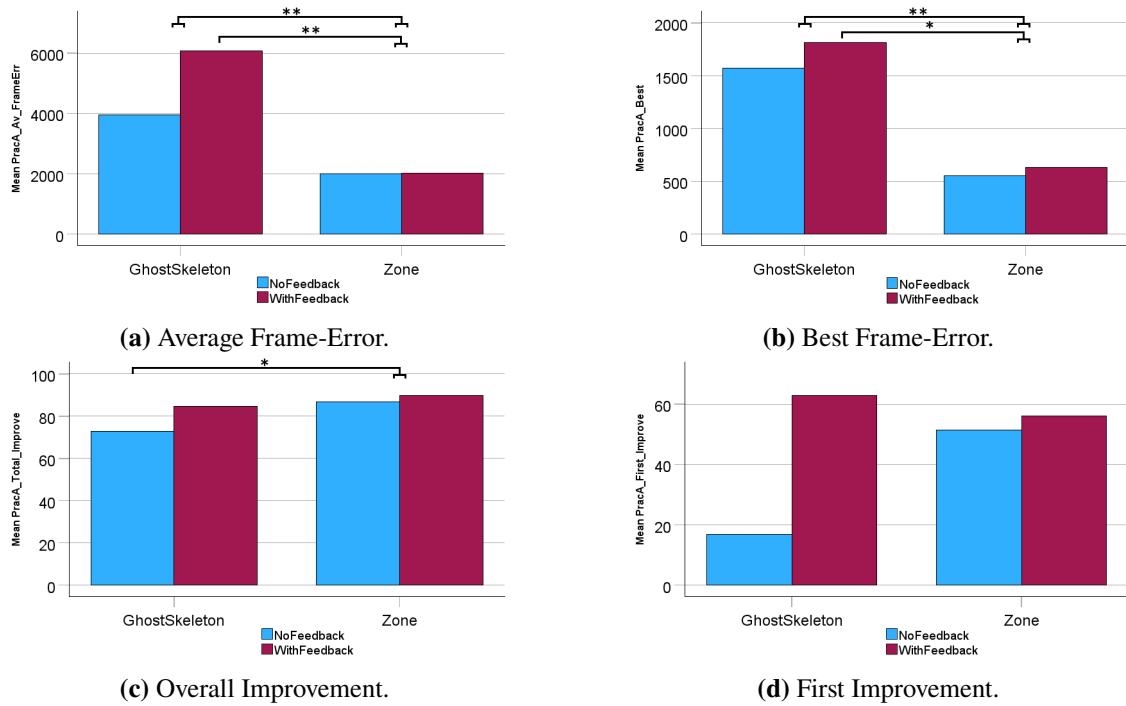 **
**
6000
4000
2000
0
Mean PracA_Av_FrameErr
GhostSkeleton
Zone
NoFeedback
WithFeedback
(a) Average Frame-Error.
**
*
2000
1500
1000
500
0
Mean PracA_Best
GhostSkeleton
Zone
NoFeedback
WithFeedback
(b) Best Frame-Error.
*
100
80
60
40
20
0
Mean PracA_Total_Improve
GhostSkeleton
Zone
NoFeedback
WithFeedback
(c) Overall Improvement.
60
40
20
0
Mean PracA_First_Improve
GhostSkeleton
Zone
NoFeedback
WithFeedback
(d) First Improvement.